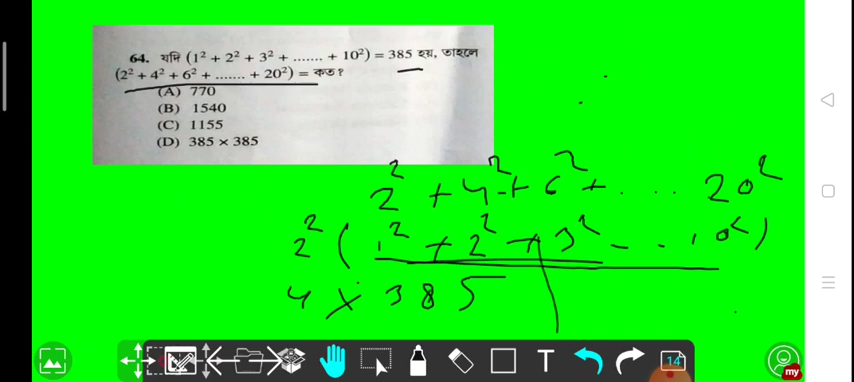 64. যদি (1² + 2² + 3² + ....... + 10²) = 385 হয়, তাহলে
(2² + 4² + 6² + ....... + 20²) = কত?
(A) 770
(B) 1540
(C) 1155
(D) 385 × 385
2² + 4² + 6² + . . . . 20²
2² ( 1² + 2² + 3² - - . 10² )
4 × 385
T
14
my